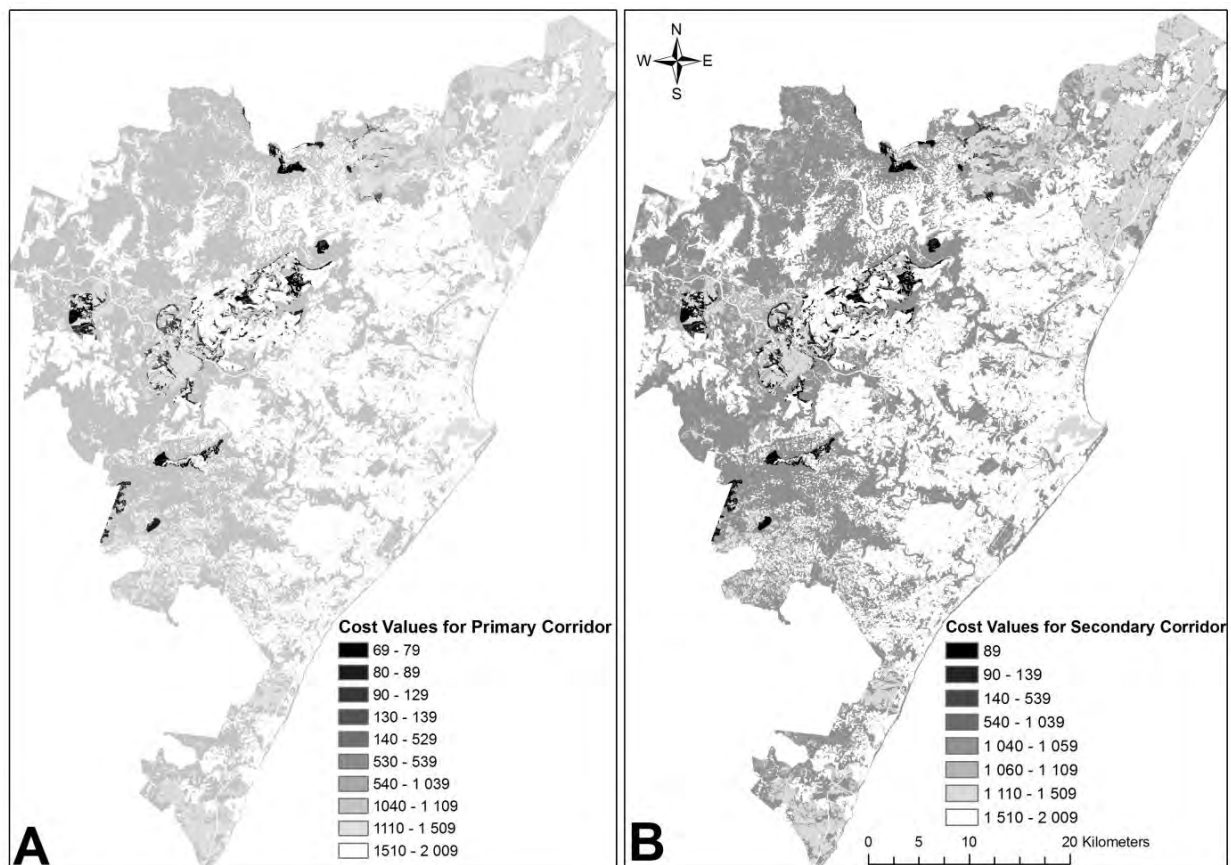 A
Cost Values for Primary Corridor
69 - 79
80 - 89
90 - 129
130 - 139
140 - 529
530 - 539
540 - 1 039
1040 - 1 109
1110 - 1 509
1510 - 2 009
N
W E
S
B
Cost Values for Secondary Corridor
89
90 - 139
140 - 539
540 - 1 039
1 040 - 1 059
1 060 - 1 109
1 110 - 1 509
1 510 - 2 009
0 5 10 20 Kilometers